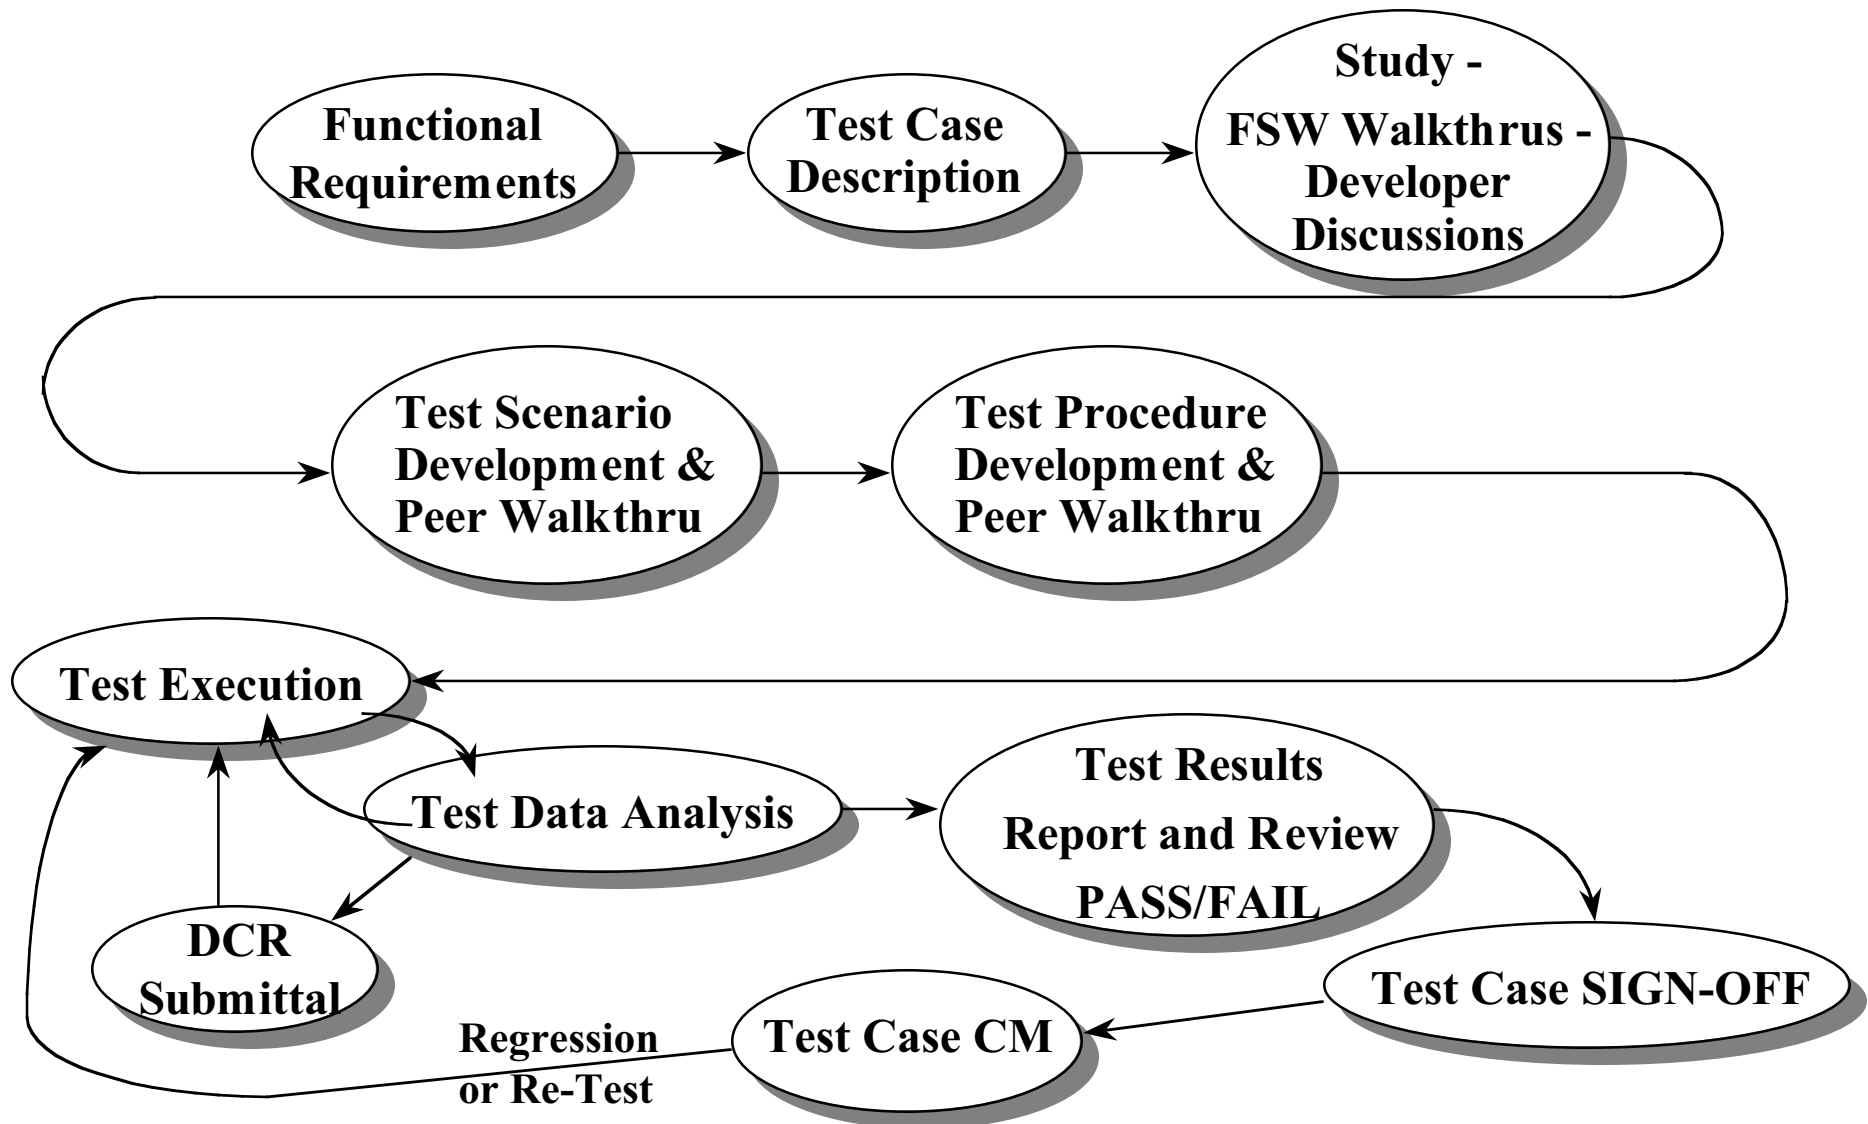 Functional
Requirements
Test Case
Description
Study -
FSW Walkthrus -
Developer
Discussions
Test Scenario
Development &
Peer Walkthru
Test Procedure
Development &
Peer Walkthru
Test Execution
Test Data Analysis
Test Results
Report and Review
PASS/FAIL
DCR
Submittal
Test Case SIGN-OFF
Test Case CM
Regression
or Re-Test